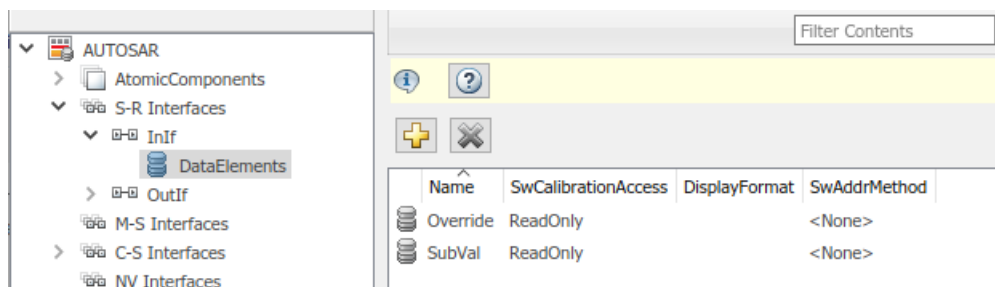 Filter Contents
AUTOSAR
AtomicComponents
S-R Interfaces
InIf
DataElements
OutIf
M-S Interfaces
C-S Interfaces
NV Interfaces
Name SwCalibrationAccess DisplayFormat SwAddrMethod
Override ReadOnly <None>
SubVal ReadOnly <None>